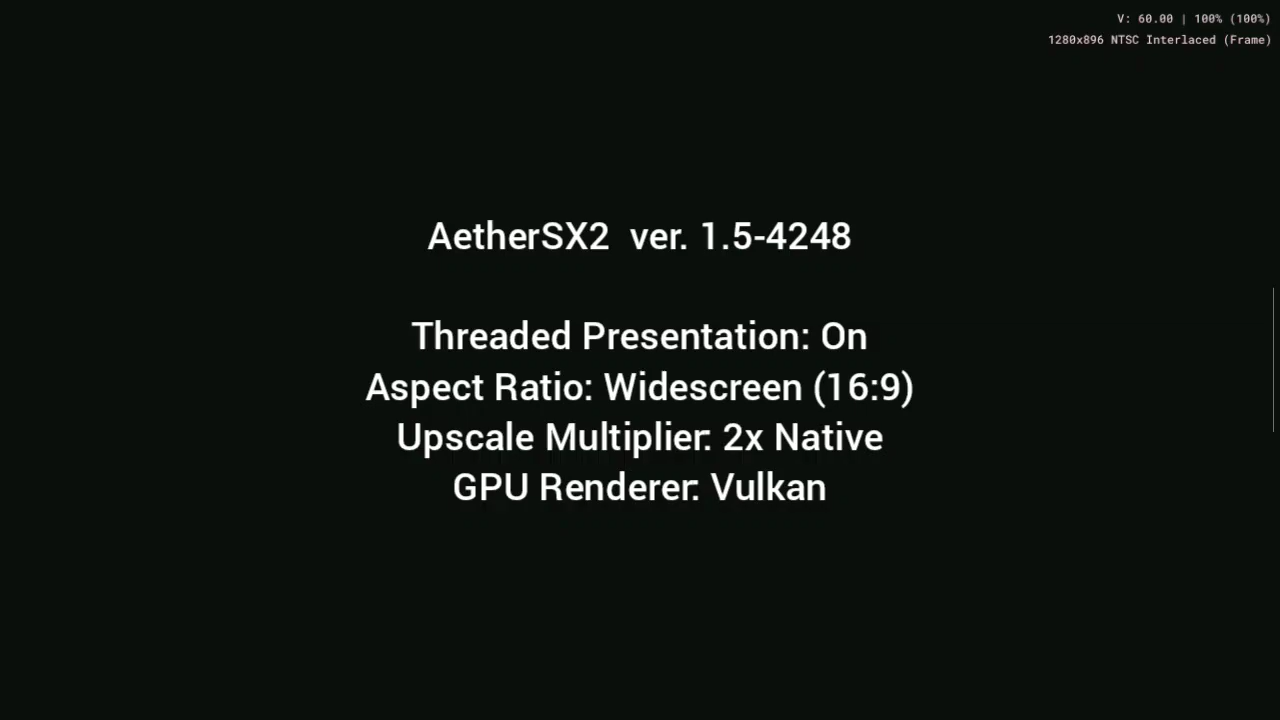 V: 60.00 | 100% (100%)
1280x896 NTSC Interlaced (Frame)
AetherSX2 ver. 1.5-4248
Threaded Presentation: On
Aspect Ratio: Widescreen (16:9)
Upscale Multiplier: 2x Native
GPU Renderer: Vulkan